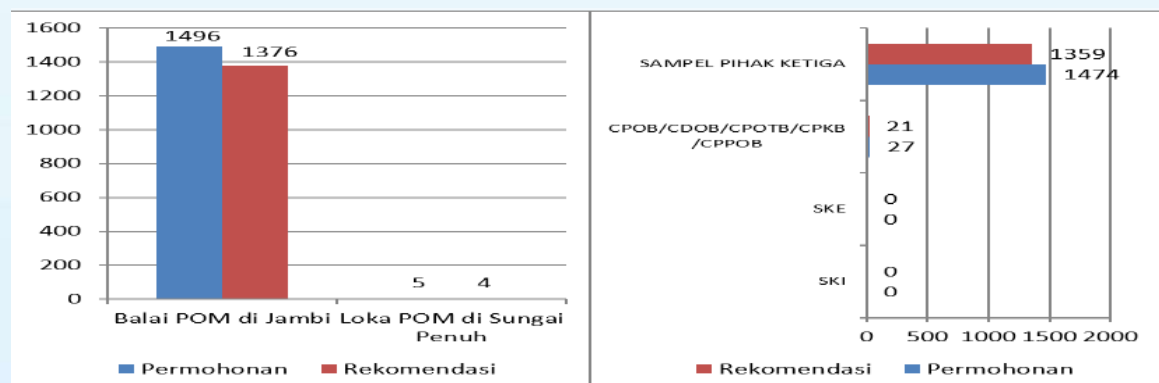 1600
1400
1200
1000
800
600
400
200
0
1496
1376
5 4
Balai POM di Jambi Loka POM di Sungai
Penuh
Permohonan Rekomendasi
SAMPEL PIHAK KETIGA
1359
1474
CPOB/CDOB/CPOTB/CPKB
/CPPOB
21
27
SKE
0
0
SKI
0
0
0 500 1000 1500 2000
Rekomendasi Permohonan